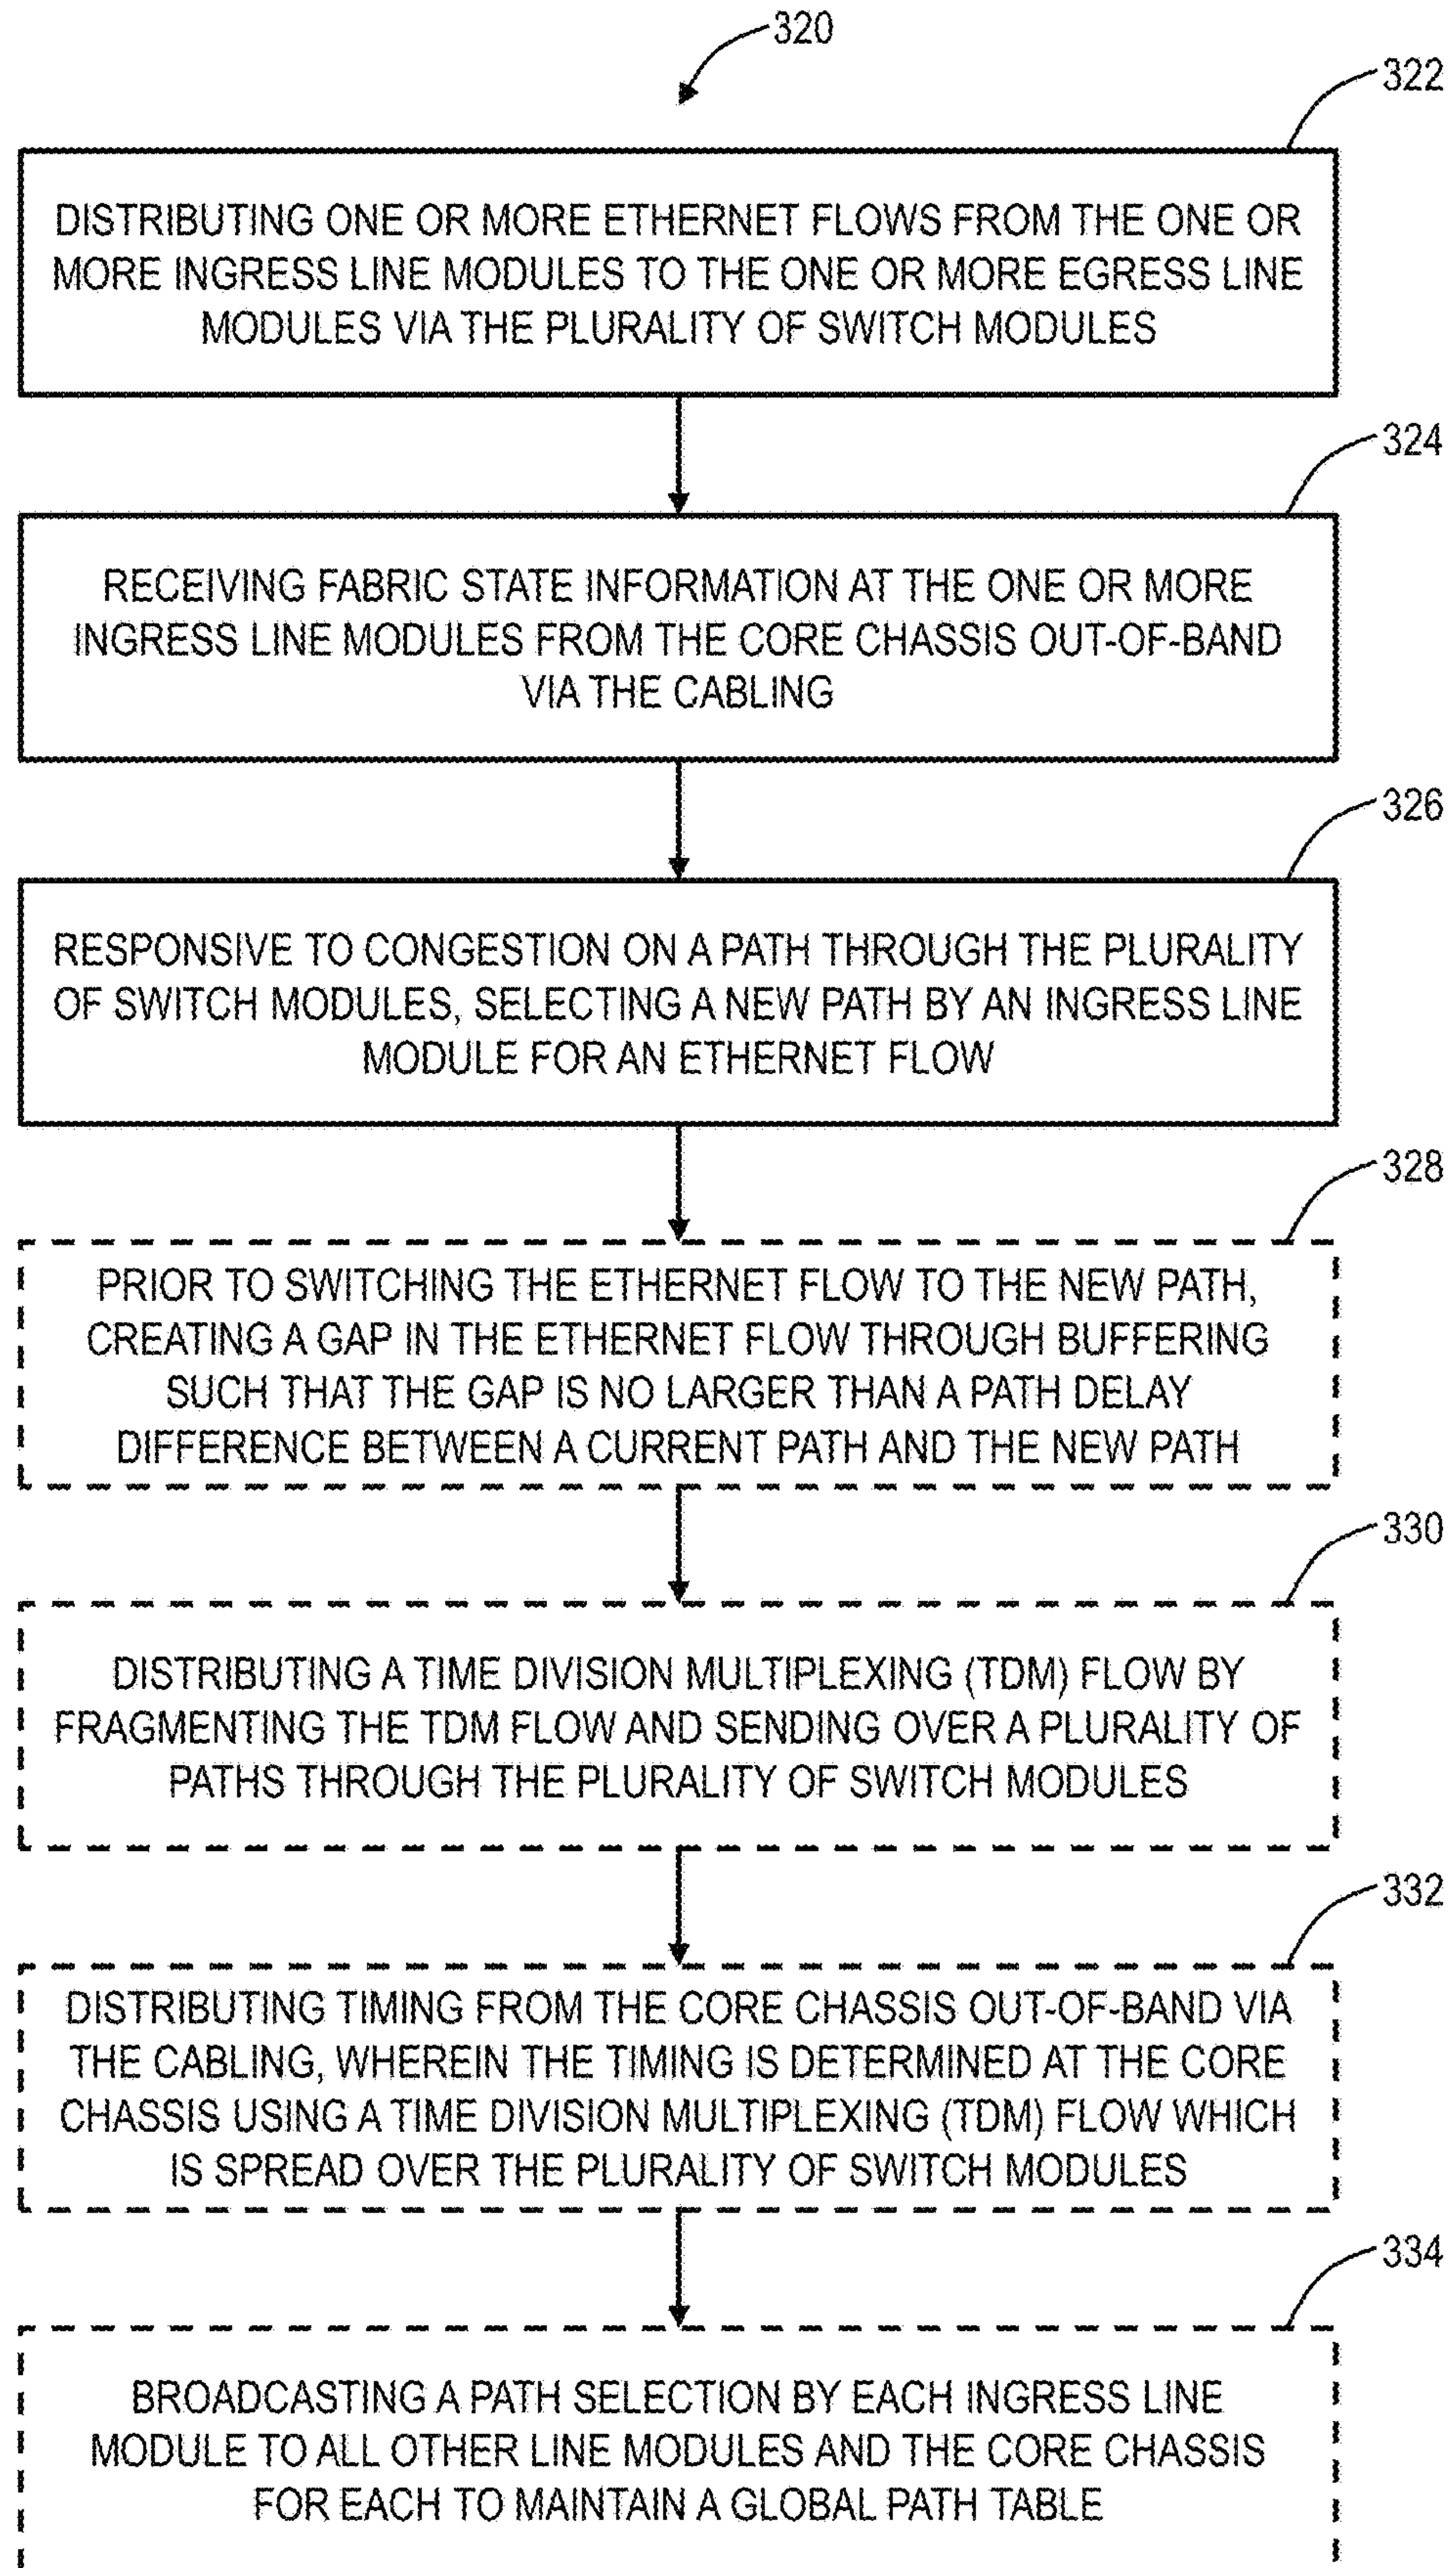 320
322
DISTRIBUTING ONE OR MORE ETHERNET FLOWS FROM THE ONE OR
MORE INGRESS LINE MODULES TO THE ONE OR MORE EGRESS LINE
MODULES VIA THE PLURALITY OF SWITCH MODULES
324
RECEIVING FABRIC STATE INFORMATION AT THE ONE OR MORE
INGRESS LINE MODULES FROM THE CORE CHASSIS OUT-OF-BAND
VIA THE CABLING
326
RESPONSIVE TO CONGESTION ON A PATH THROUGH THE PLURALITY
OF SWITCH MODULES, SELECTING A NEW PATH BY AN INGRESS LINE
MODULE FOR AN ETHERNET FLOW
328
PRIOR TO SWITCHING THE ETHERNET FLOW TO THE NEW PATH,
CREATING A GAP IN THE ETHERNET FLOW THROUGH BUFFERING
SUCH THAT THE GAP IS NO LARGER THAN A PATH DELAY
DIFFERENCE BETWEEN A CURRENT PATH AND THE NEW PATH
330
DISTRIBUTING A TIME DIVISION MULTIPLEXING (TDM) FLOW BY
FRAGMENTING THE TDM FLOW AND SENDING OVER A PLURALITY OF
PATHS THROUGH THE PLURALITY OF SWITCH MODULES
332
DISTRIBUTING TIMING FROM THE CORE CHASSIS OUT-OF-BAND VIA
THE CABLING, WHEREIN THE TIMING IS DETERMINED AT THE CORE
CHASSIS USING A TIME DIVISION MULTIPLEXING (TDM) FLOW WHICH
IS SPREAD OVER THE PLURALITY OF SWITCH MODULES
334
BROADCASTING A PATH SELECTION BY EACH INGRESS LINE
MODULE TO ALL OTHER LINE MODULES AND THE CORE CHASSIS
FOR EACH TO MAINTAIN A GLOBAL PATH TABLE